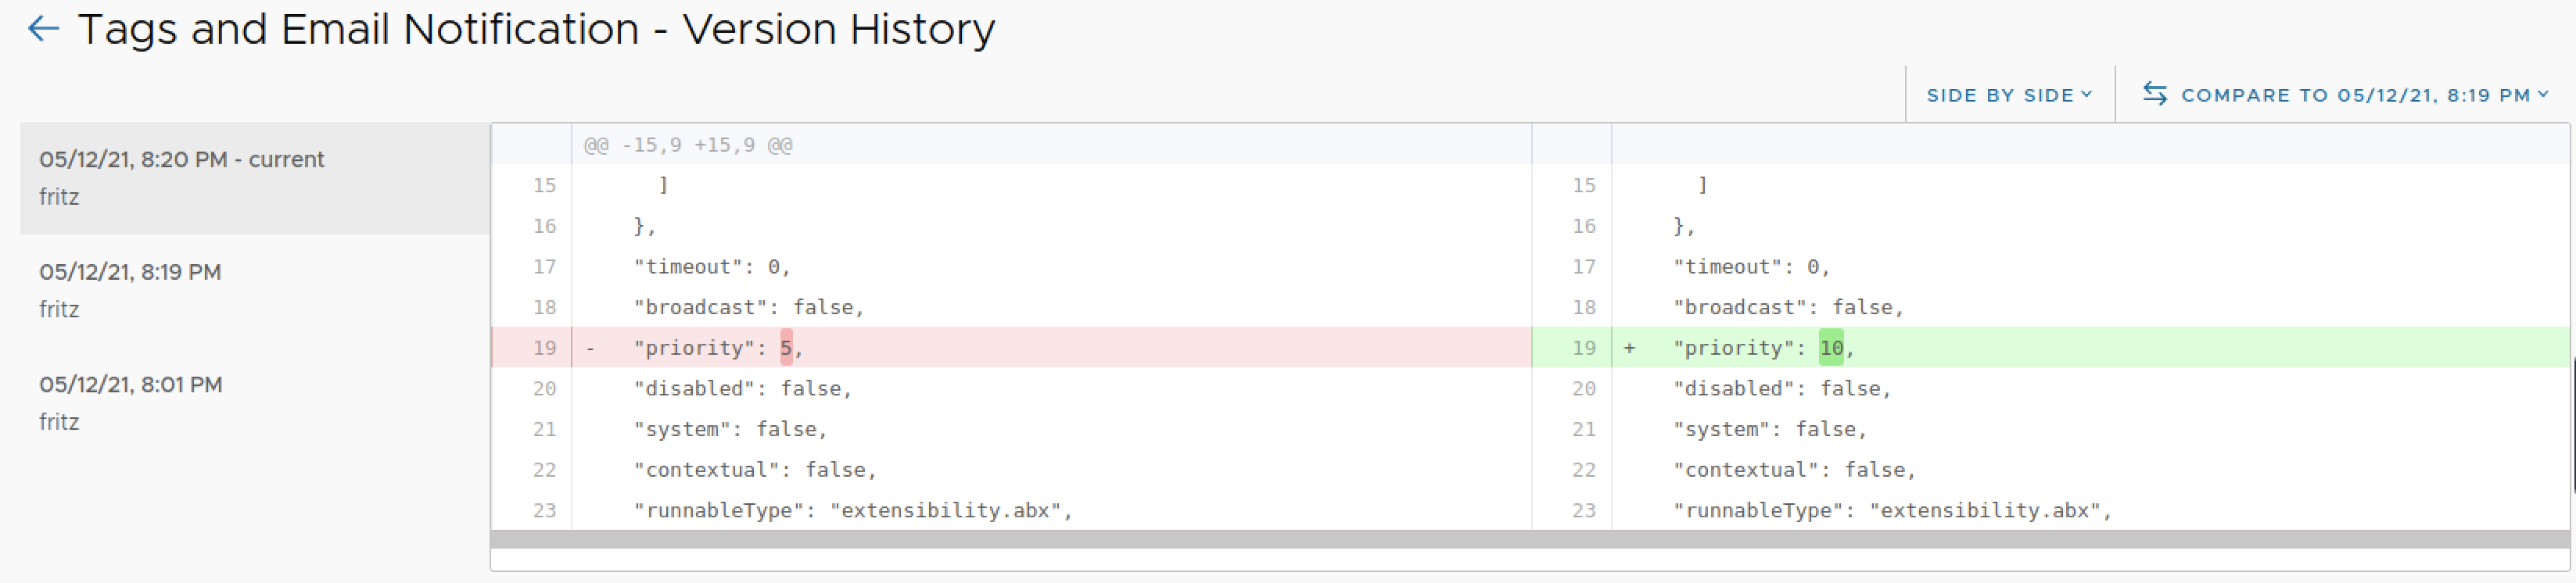 Tags and Email Notification - Version History
SIDE BY SIDE
COMPARE TO 05/12/21, 8:19 PM
05/12/21, 8:20 PM - current
fritz
05/12/21, 8:19 PM
fritz
05/12/21, 8:01 PM
fritz
@@ -15,9 +15,9 @@
15 ]
16 },
17 "timeout": 0,
18 "broadcast": false,
19 - "priority": 5,
20 "disabled": false,
21 "system": false,
22 "contextual": false,
23 "runnableType": "extensibility.abx",
15 ]
16 },
17 "timeout": 0,
18 "broadcast": false,
19 + "priority": 10,
20 "disabled": false,
21 "system": false,
22 "contextual": false,
23 "runnableType": "extensibility.abx",